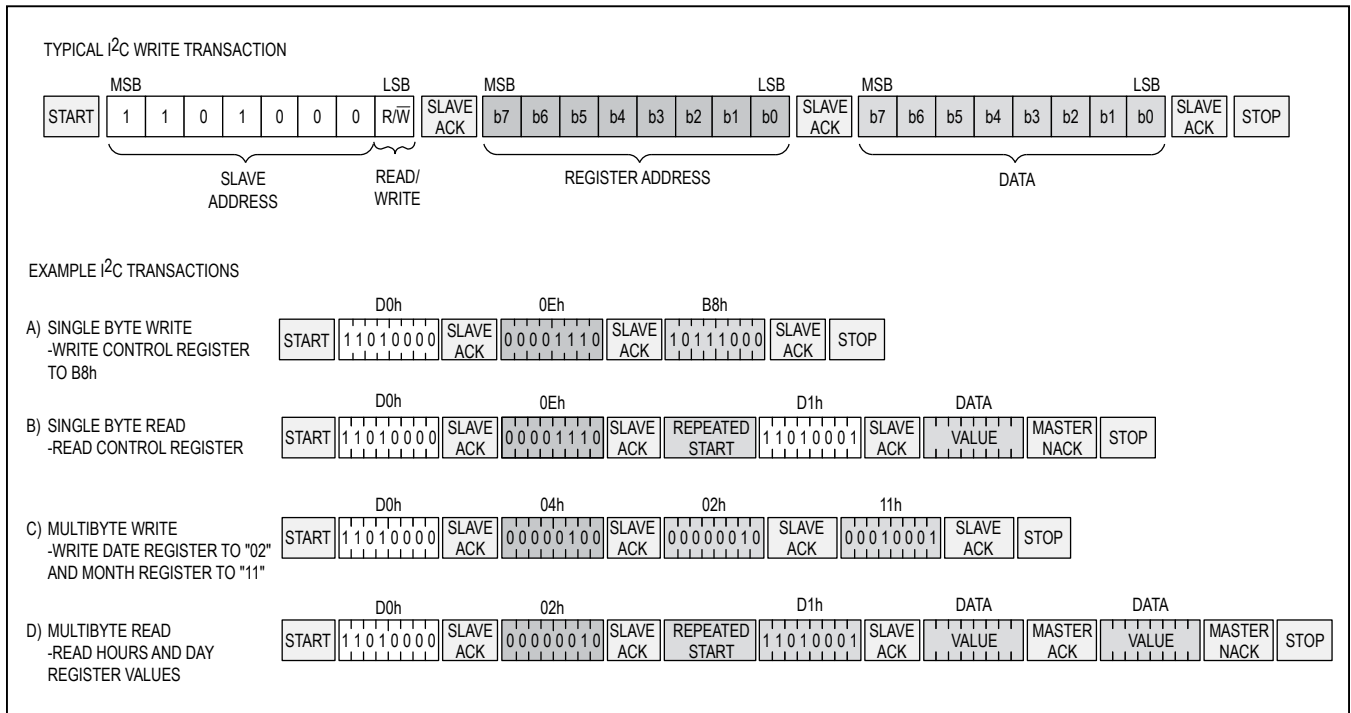 TYPICAL I2C WRITE TRANSACTION
MSB LSB MSB LSB MSB LSB
START 1 1 0 1 0 0 0 R/W̅ SLAVE ACK b7 b6 b5 b4 b3 b2 b1 b0 SLAVE ACK b7 b6 b5 b4 b3 b2 b1 b0 SLAVE ACK STOP
SLAVE ADDRESS READ/WRITE REGISTER ADDRESS DATA
EXAMPLE I2C TRANSACTIONS
D0h 0Eh B8h
A) SINGLE BYTE WRITE
-WRITE CONTROL REGISTER
TO B8h
START 11010000 SLAVE ACK 00001110 SLAVE ACK 10111000 SLAVE ACK STOP
D0h 0Eh D1h DATA
B) SINGLE BYTE READ
-READ CONTROL REGISTER
START 11010000 SLAVE ACK 00001110 SLAVE ACK REPEATED START 11010001 SLAVE ACK VALUE MASTER NACK STOP
D0h 04h 02h 11h
C) MULTIBYTE WRITE
-WRITE DATE REGISTER TO "02"
AND MONTH REGISTER TO "11"
START 11010000 SLAVE ACK 00000100 SLAVE ACK 00000010 SLAVE ACK 00010001 SLAVE ACK STOP
D0h 02h D1h DATA DATA
D) MULTIBYTE READ
-READ HOURS AND DAY
REGISTER VALUES
START 11010000 SLAVE ACK 00000010 SLAVE ACK REPEATED START 11010001 SLAVE ACK VALUE MASTER ACK VALUE MASTER NACK STOP